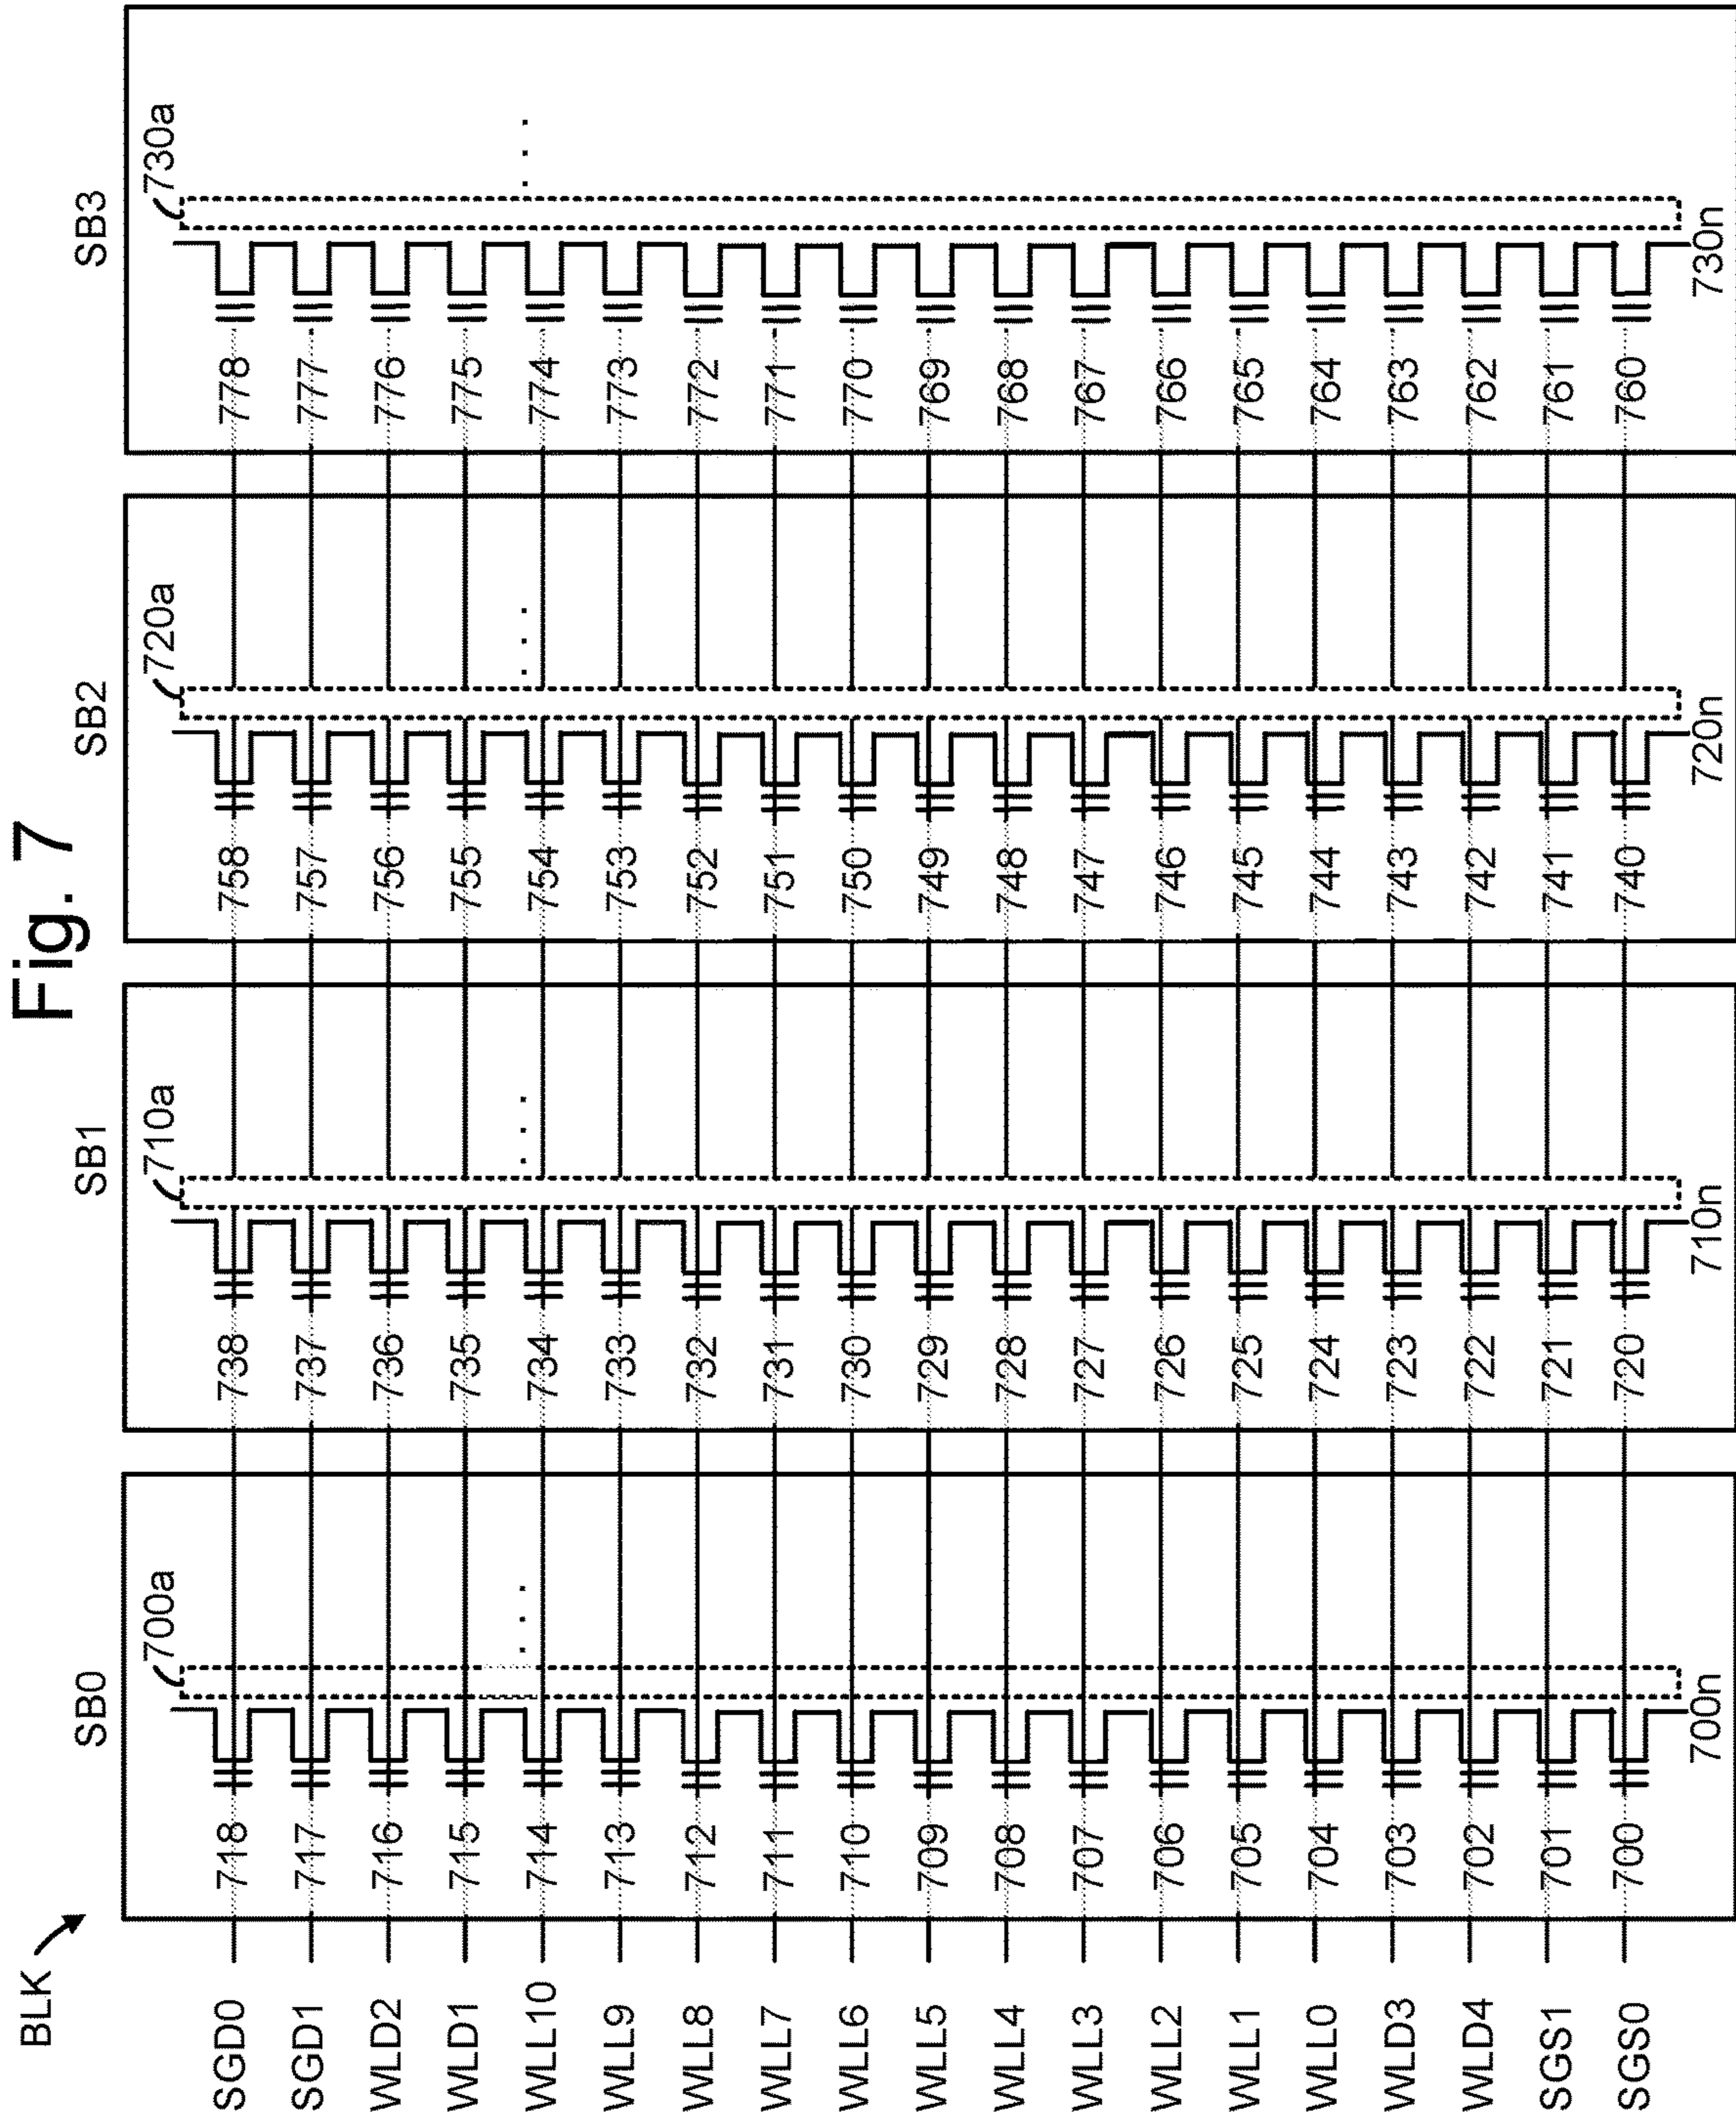 Fig. 7
BLK
SB0 SB1 SB2 SB3
700a 710a 720a 730a
SGD0 718 738 758 778
SGD1 717 737 757 777
WLD2 716 736 756 776
WLD1 715 735 755 775
WLL10 714 734 754 774
WLL9 713 733 753 773
WLL8 712 732 752 772
WLL7 711 731 751 771
WLL6 710 730 750 770
WLL5 709 729 749 769
WLL4 708 728 748 768
WLL3 707 727 747 767
WLL2 706 726 746 766
WLL1 705 725 745 765
WLL0 704 724 744 764
WLD3 703 723 743 763
WLD4 702 722 742 762
SGS1 701 721 741 761
SGS0 700 720 740 760
700n 710n 720n 730n